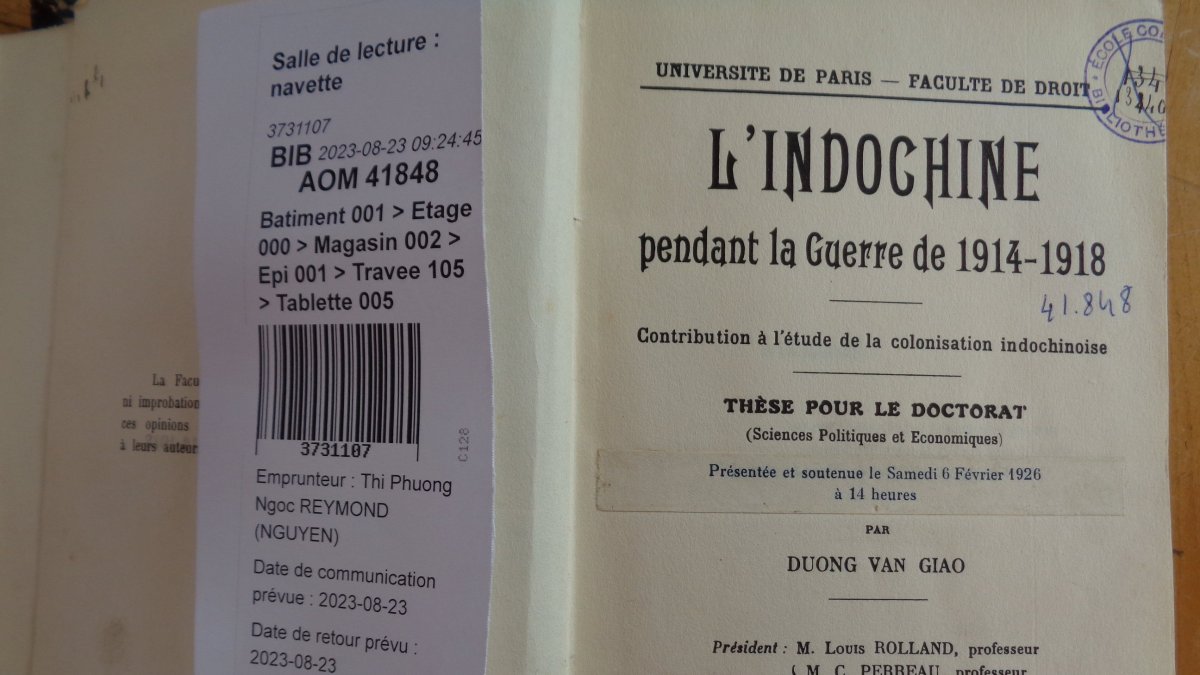 Salle de lecture :
navette
3731107
BIB 2023-08-23 09:24:45
AOM 41848
Batiment 001 > Etage
000 > Magasin 002 >
Epi 001 > Travee 105
> Tablette 005
3731107
C128
Emprunteur : Thi Phuong
Ngoc REYMOND
(NGUYEN)
Date de communication
prévue : 2023-08-23
Date de retour prévu :
2023-08-23
La Facu
ni improbation
ces opinions
à leurs auteur
UNIVERSITE DE PARIS — FACULTE DE DROIT
ÉCOLE CO
BIBLIOTHÈ
L'INDOCHINE
pendant la Guerre de 1914-1918
41.848
Contribution à l'étude de la colonisation indochinoise
THÈSE POUR LE DOCTORAT
(Sciences Politiques et Economiques)
Présentée et soutenue le Samedi 6 Février 1926
à 14 heures
PAR
DUONG VAN GIAO
Président : M. Louis ROLLAND, professeur
( M. C. PERREAU, professeur